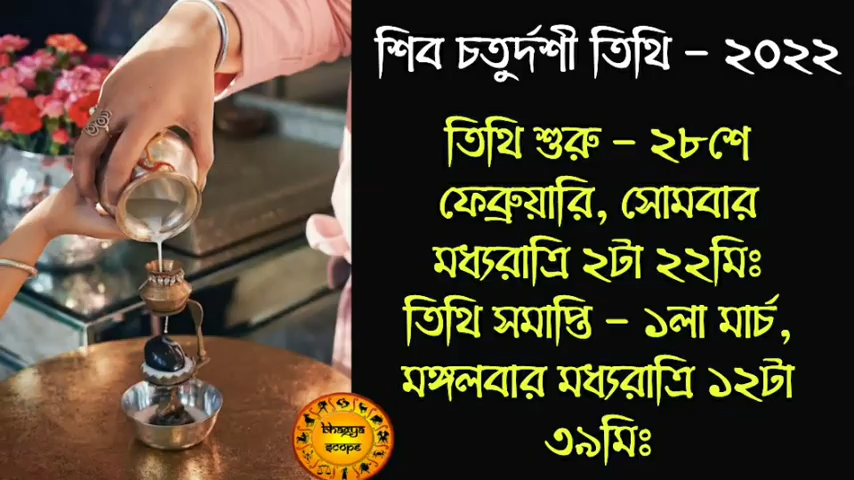 শিব চতুর্দশী তিথি - ২০২২
তিথি শুরু - ২৮শে
ফেব্রুয়ারি, সোমবার
মধ্যরাত্রি ২টা ২২মিঃ
তিথি সমাপ্তি - ১লা মার্চ,
মঙ্গলবার মধ্যরাত্রি ১২টা
৩৯মিঃ
bhagya
scope